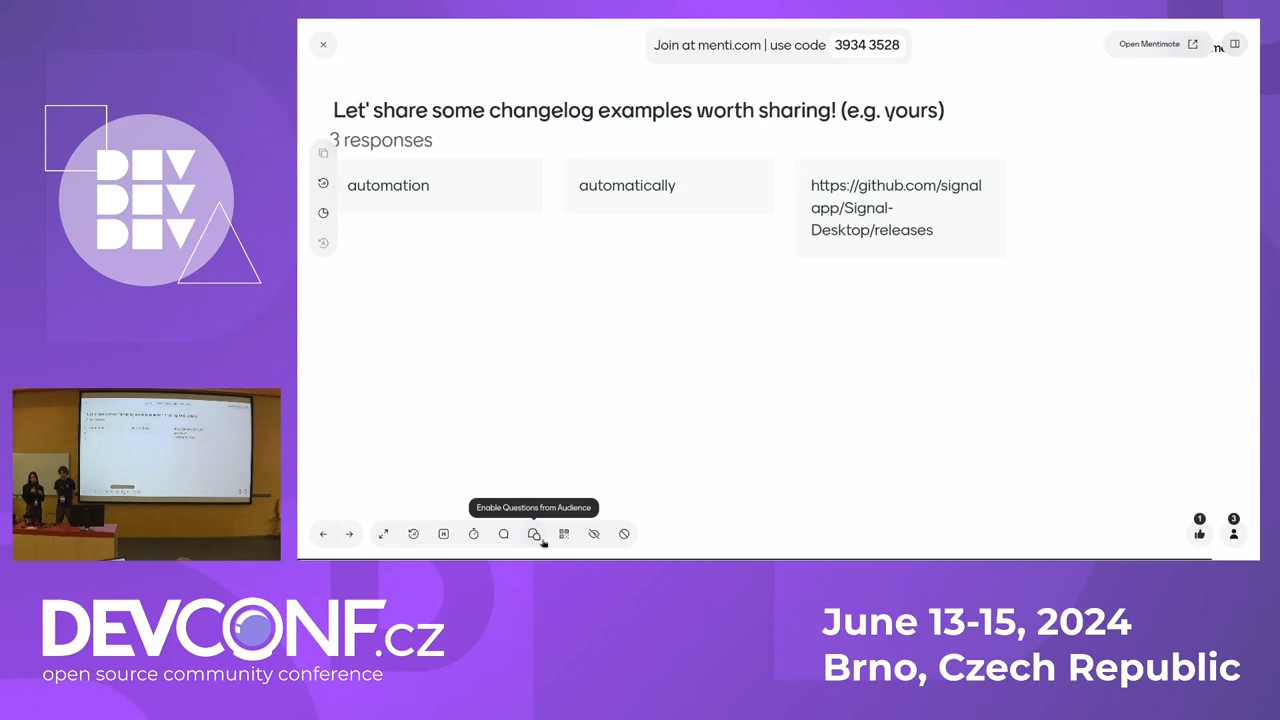 Join at menti.com | use code 3934 3528
Open Mentimote
Let' share some changelog examples worth sharing! (e.g. yours)
3 responses
automation
automatically
https://github.com/signal
app/Signal-
Desktop/releases
Enable Questions from Audience
1
3
DEV
DEV
DEV
DEVCONF.cz
open source community conference
June 13-15, 2024
Brno, Czech Republic